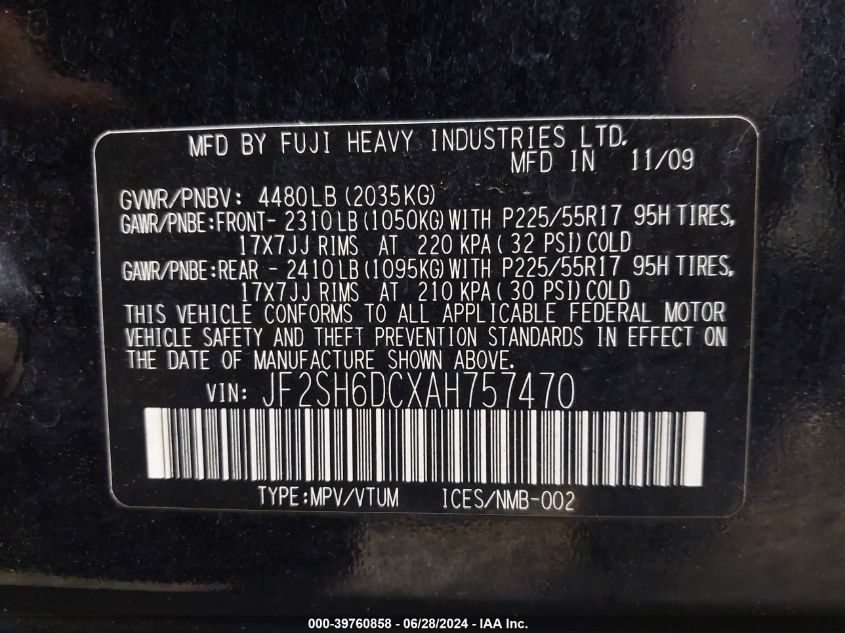 MFD BY FUJI HEAVY INDUSTRIES LTD.
MFD IN 11/09
GVWR/PNBV: 4480LB (2035KG)
GAWR/PNBE:FRONT- 2310LB (1050KG) WITH P225/55R17 95H TIRES,
17X7JJ RIMS AT 220 KPA (32 PSI) COLD
GAWR/PNBE:REAR - 2410LB (1095KG) WITH P225/55R17 95H TIRES,
17X7JJ RIMS AT 210 KPA (30 PSI) COLD
THIS VEHICLE CONFORMS TO ALL APPLICABLE FEDERAL MOTOR
VEHICLE SAFETY AND THEFT PREVENTION STANDARDS IN EFFECT ON
THE DATE OF MANUFACTURE SHOWN ABOVE.
VIN: JF2SH6DCXAH757470
TYPE:MPV/VTUM ICES/NMB-002
000-39760858 - 06/28/2024 - IAA Inc.